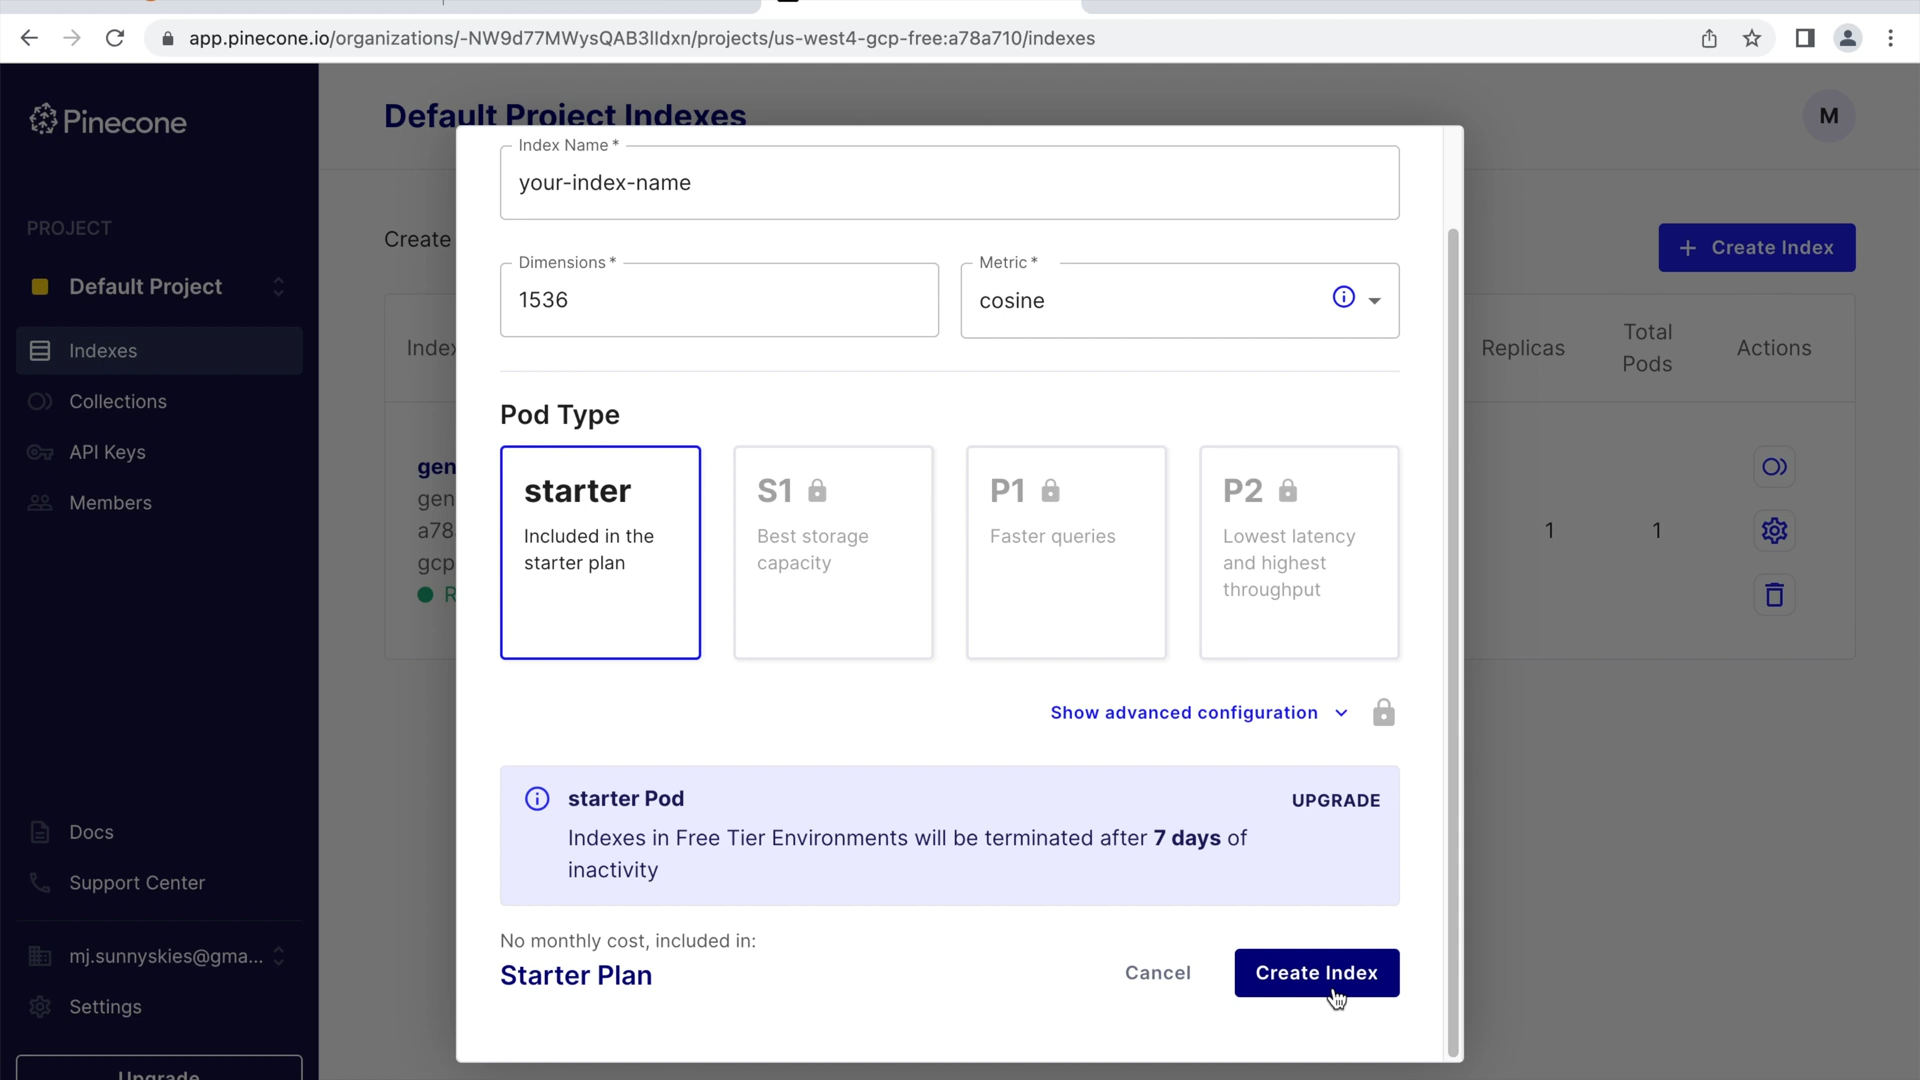 app.pinecone.io/organizations/-NW9d77MWysQAB3lldxn/projects/us-west4-gcp-free:a78a710/indexes
Pinecone
Default Project Indexes
M
PROJECT
Default Project
Indexes
Collections
API Keys
Members
Docs
Support Center
mj.sunnyskies@gma...
Settings
Upgrade
Create
+ Create Index
Replicas
Total
Pods
Actions
gen
gen
a78
gcp
1
1
Index Name *
your-index-name
Dimensions *
1536
Metric *
cosine
Pod Type
starter
Included in the
starter plan
S1
Best storage
capacity
P1
Faster queries
P2
Lowest latency
and highest
throughput
Show advanced configuration
starter Pod
UPGRADE
Indexes in Free Tier Environments will be terminated after 7 days of
inactivity
No monthly cost, included in:
Starter Plan
Cancel
Create Index